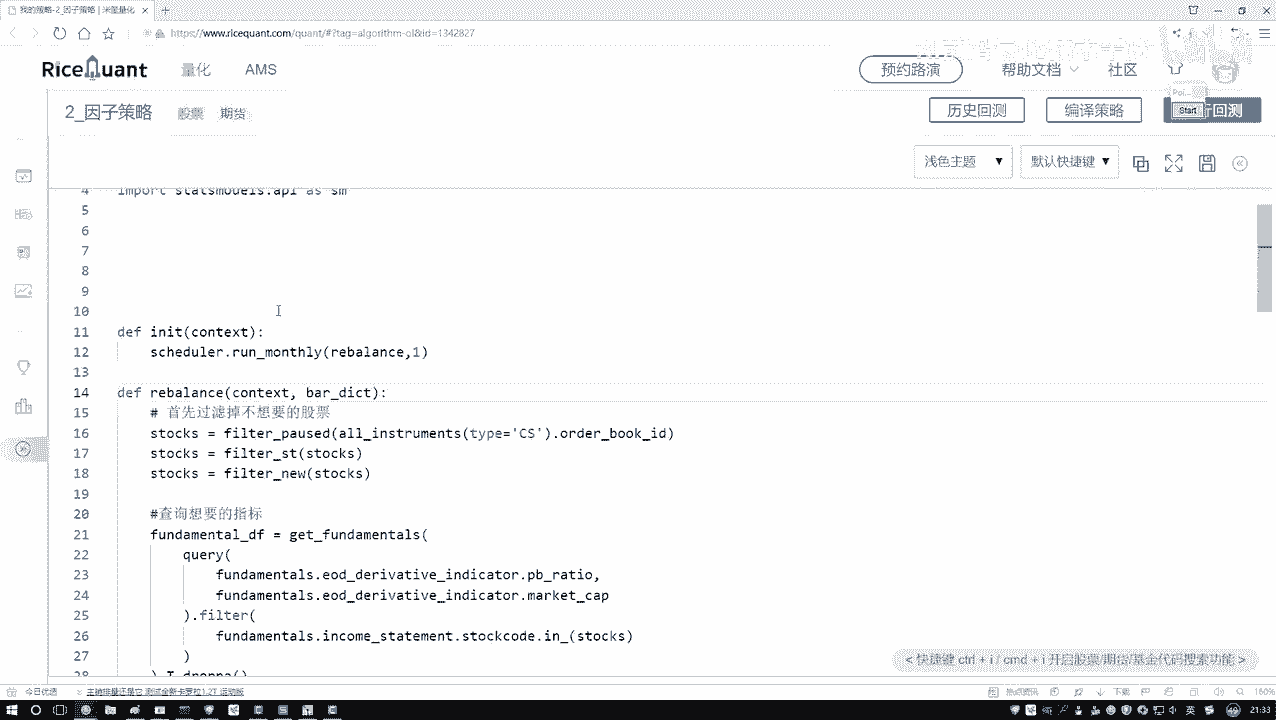 我的策略-2_因子策略 | 米筐量化
https://www.ricequant.com/quant/#?tag=algorithm-ol&id=1342827
RiceQuant 量化 AMS 预约路演 帮助文档 社区
2_因子策略 股票 期货 历史回测 编译策略 回测
Start
浅色主题 默认快捷键
4 import statsmodels.api as sm
5
6
7
8
9
10
11 def init(context):
12 scheduler.run_monthly(rebalance,1)
13
14 def rebalance(context, bar_dict):
15 # 首先过滤掉不想要的股票
16 stocks = filter_paused(all_instruments(type='CS').order_book_id)
17 stocks = filter_st(stocks)
18 stocks = filter_new(stocks)
19
20 #查询想要的指标
21 fundamental_df = get_fundamentals(
22 query(
23 fundamentals.eod_derivative_indicator.pb_ratio,
24 fundamentals.eod_derivative_indicator.market_cap
25 ).filter(
26 fundamentals.income_statement.stockcode.in_(stocks)
27 )
28 ).T.dropna()
< 快捷键 ctrl + i / cmd + i 开启股票/期货/基金代码搜索功能 >
今日优选 下载 160%
英 21:33